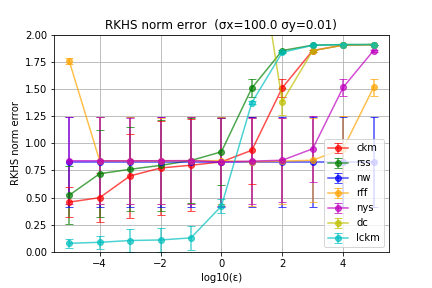 RKHS norm error (σx=100.0 σy=0.01)
RKHS norm error
2.00
1.75
1.50
1.25
1.00
0.75
0.50
0.25
0.00
ckm
rss
nw
rff
nys
dc
lckm
−4 −2 0 2 4
log10(ε)